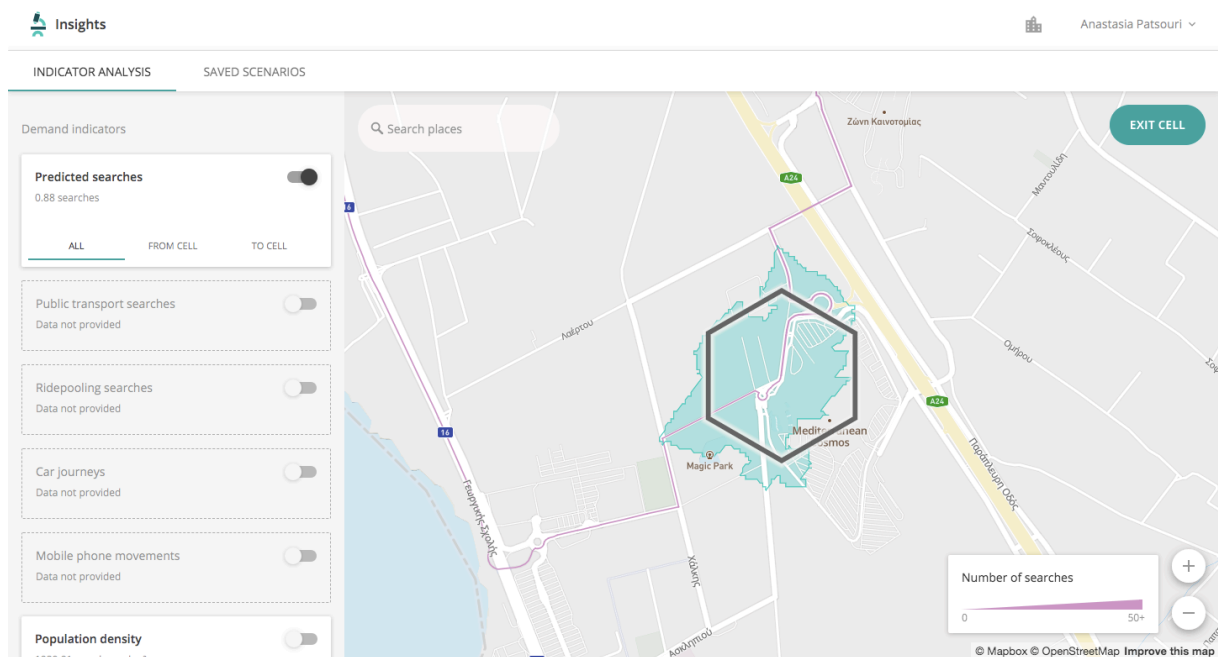 Insights
Anastasia Patsouri
INDICATOR ANALYSIS
SAVED SCENARIOS
Demand indicators
Predicted searches
0.88 searches
ALL
FROM CELL
TO CELL
Public transport searches
Data not provided
Ridepooling searches
Data not provided
Car journeys
Data not provided
Mobile phone movements
Data not provided
Population density
Search places
EXIT CELL
Ζώνη Καινοτομίας
Μαντουλίδη
A24
16
Σοφοκλέους
Λαέρτου
Ομήρου
A24
16
Magic Park
Γεωργικής Σχολής
Παράπλευρη Οδός
Χάλκης
Ασκληπιού
Number of searches
0
50+
© Mapbox © OpenStreetMap Improve this map